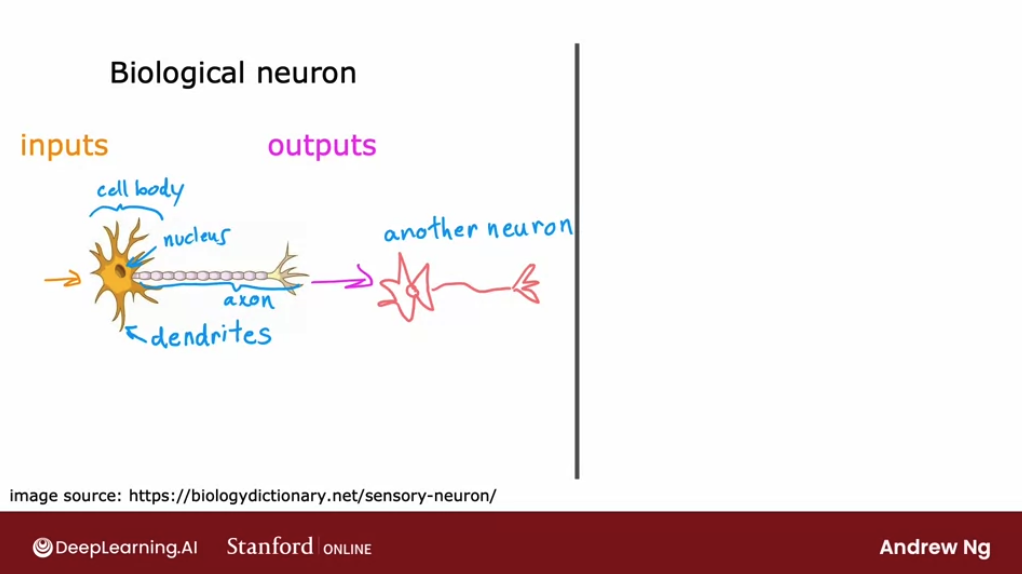 Biological neuron
inputs
outputs
cell body
nucleus
another neuron
axon
dendrites
image source: https://biologydictionary.net/sensory-neuron/
DeepLearning.AI
Stanford | ONLINE
Andrew Ng